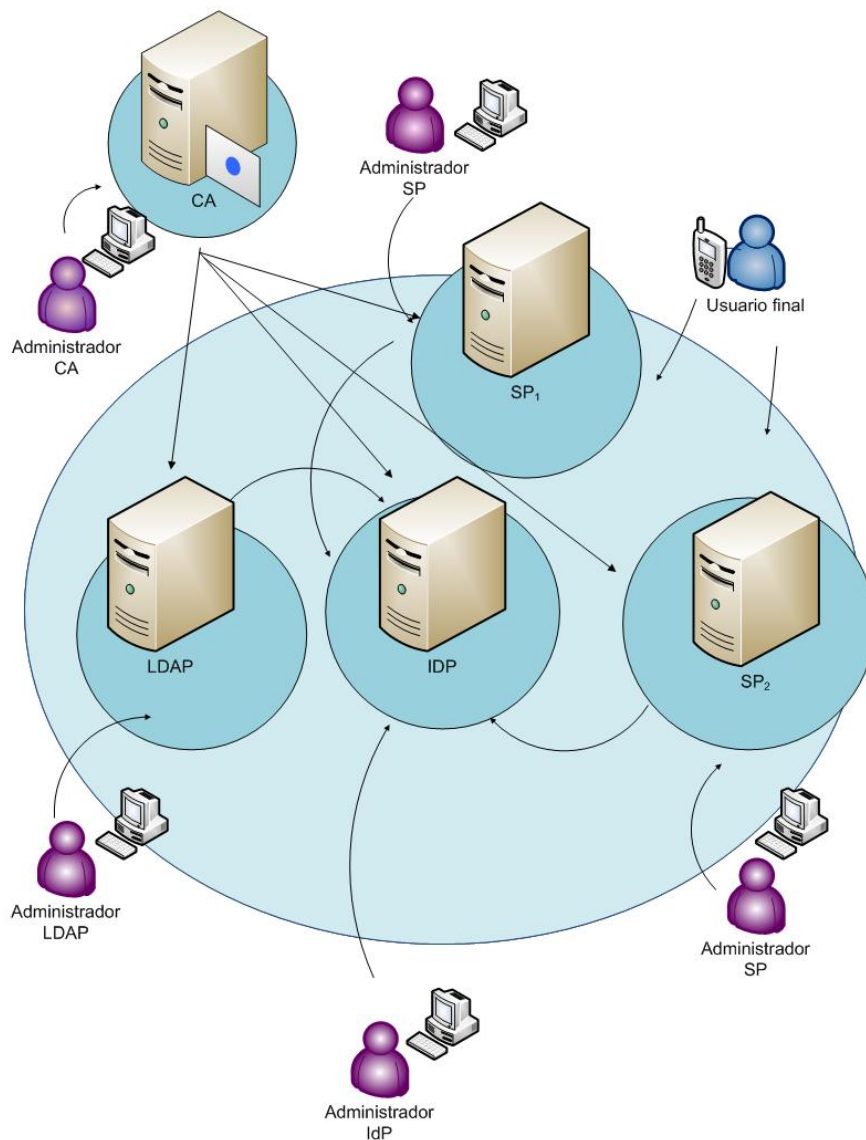 CA
Administrador
SP
Administrador
CA
Usuario final
SP₁
LDAP
IDP
SP₂
Administrador
LDAP
Administrador
SP
Administrador
IdP